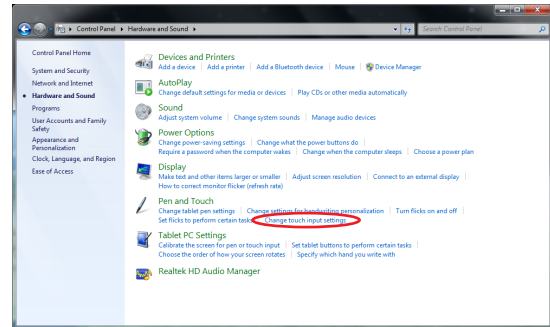 Control Panel ▸ Hardware and Sound ▸
Search Control Panel
Control Panel Home
System and Security
Network and Internet
Hardware and Sound
Programs
User Accounts and Family
Safety
Appearance and
Personalization
Clock, Language, and Region
Ease of Access
Devices and Printers
Add a device | Add a printer | Add a Bluetooth device | Mouse | Device Manager
AutoPlay
Change default settings for media or devices | Play CDs or other media automatically
Sound
Adjust system volume | Change system sounds | Manage audio devices
Power Options
Change power-saving settings | Change what the power buttons do |
Require a password when the computer wakes | Change when the computer sleeps | Choose a power plan
Display
Make text and other items larger or smaller | Adjust screen resolution | Connect to an external display |
How to correct monitor flicker (refresh rate)
Pen and Touch
Change tablet pen settings | Change settings for handwriting personalization | Turn flicks on and off |
Set flicks to perform certain tasks | Change touch input settings
Tablet PC Settings
Calibrate the screen for pen or touch input | Set tablet buttons to perform certain tasks |
Choose the order of how your screen rotates | Specify which hand you write with
Realtek HD Audio Manager